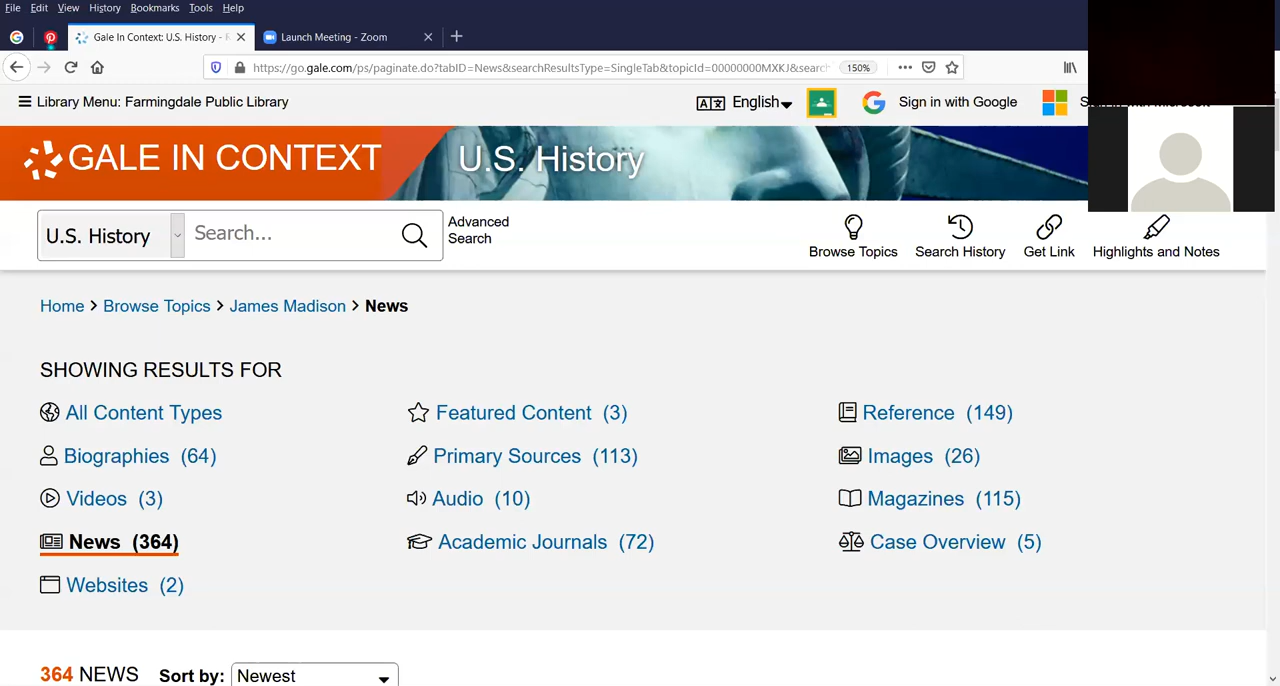 File Edit View History Bookmarks Tools Help
Gale In Context: U.S. History - Launch Meeting - Zoom
https://go.gale.com/ps/paginate.do?tabID=News&searchResultsType=SingleTab&topicId=00000000MXKJ&searc 150%
Library Menu: Farmingdale Public Library English Sign in with Google
GALE IN CONTEXT U.S. History
U.S. History Search... Advanced Search
Browse Topics Search History Get Link Highlights and Notes
Home > Browse Topics > James Madison > News
SHOWING RESULTS FOR
All Content Types Featured Content (3) Reference (149)
Biographies (64) Primary Sources (113) Images (26)
Videos (3) Audio (10) Magazines (115)
News (364) Academic Journals (72) Case Overview (5)
Websites (2)
364 NEWS Sort by: Newest